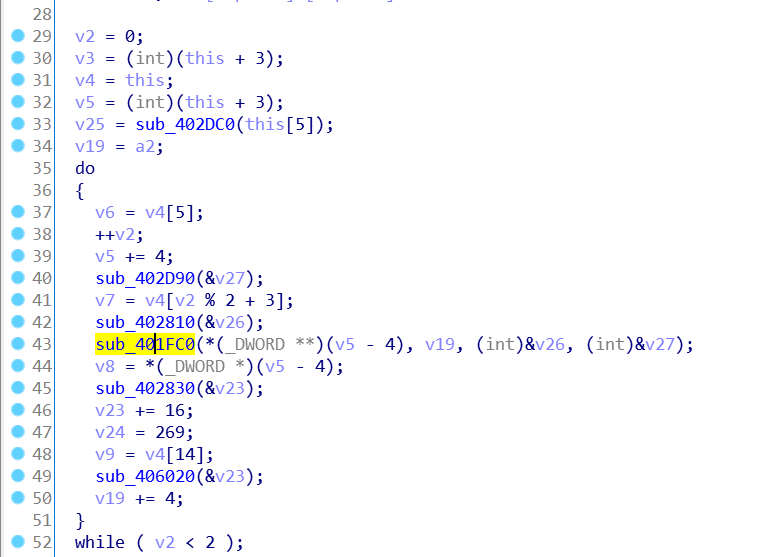 28
29 v2 = 0;
30 v3 = (int)(this + 3);
31 v4 = this;
32 v5 = (int)(this + 3);
33 v25 = sub_402DC0(this[5]);
34 v19 = a2;
35 do
36 {
37 v6 = v4[5];
38 ++v2;
39 v5 += 4;
40 sub_402D90(&v27);
41 v7 = v4[v2 % 2 + 3];
42 sub_402810(&v26);
43 sub_401FC0(*(_DWORD **)(v5 - 4), v19, (int)&v26, (int)&v27);
44 v8 = *(_DWORD *)(v5 - 4);
45 sub_402830(&v23);
46 v23 += 16;
47 v24 = 269;
48 v9 = v4[14];
49 sub_406020(&v23);
50 v19 += 4;
51 }
52 while ( v2 < 2 );